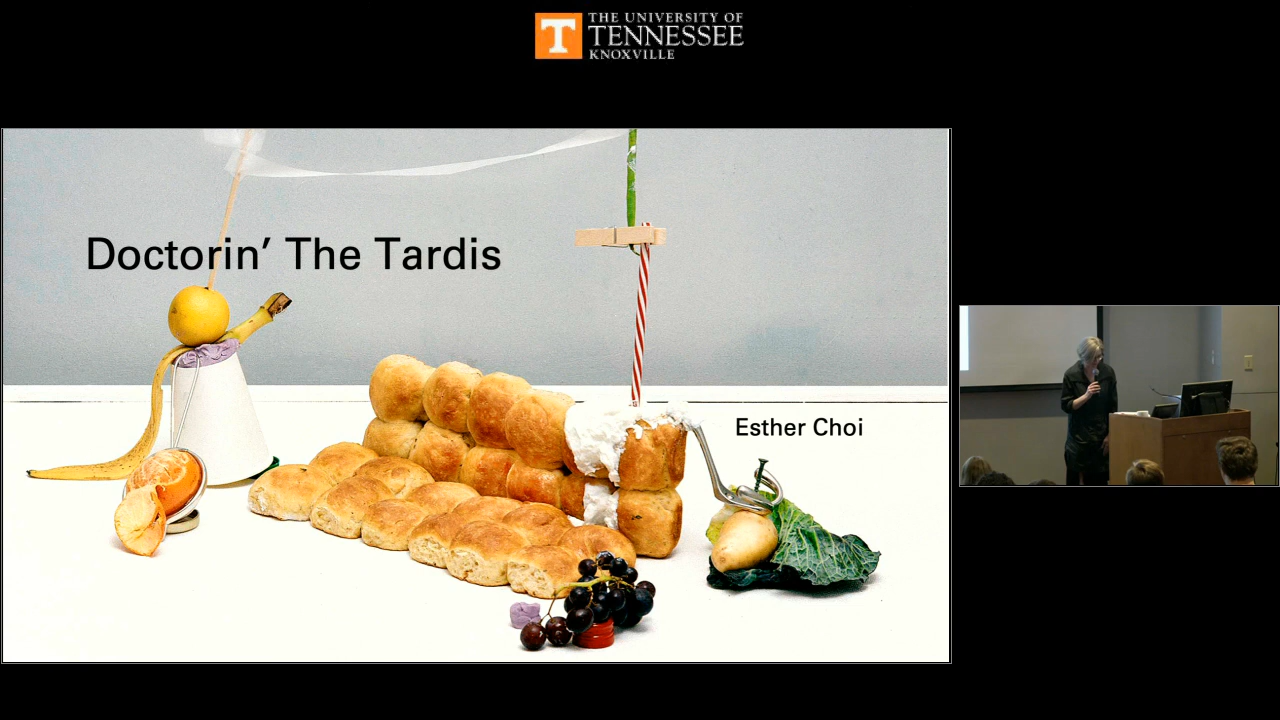 T THE UNIVERSITY OF
TENNESSEE
KNOXVILLE
Doctorin’ The Tardis
Esther Choi